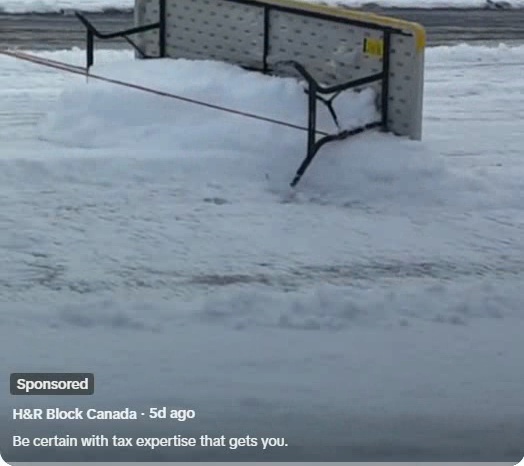 Sponsored
H&R Block Canada · 5d ago
Be certain with tax expertise that gets you.